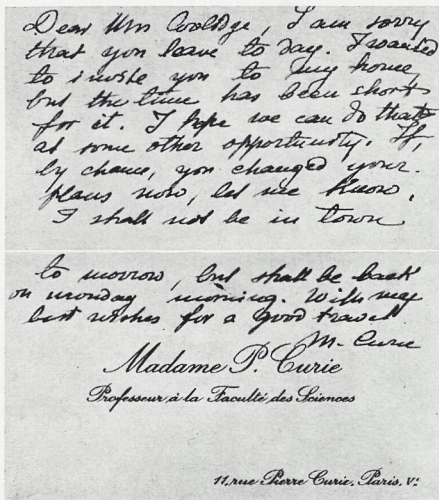 Dear Mrs Coolidge, I am sorry
that you leave to day. I wanted
to invite you to my home,
but the time has been short
for it. I hope we can do that
at some other opportunity. If,
by chance, you changed your
plans now, let me know.
I shall not be in town
to morrow, but shall be back
on monday morning. With my
best wishes for a good travel
M. Curie
Madame P. Curie
Professeur à la Faculté des Sciences
11, rue Pierre Curie, Paris, Vᵉ